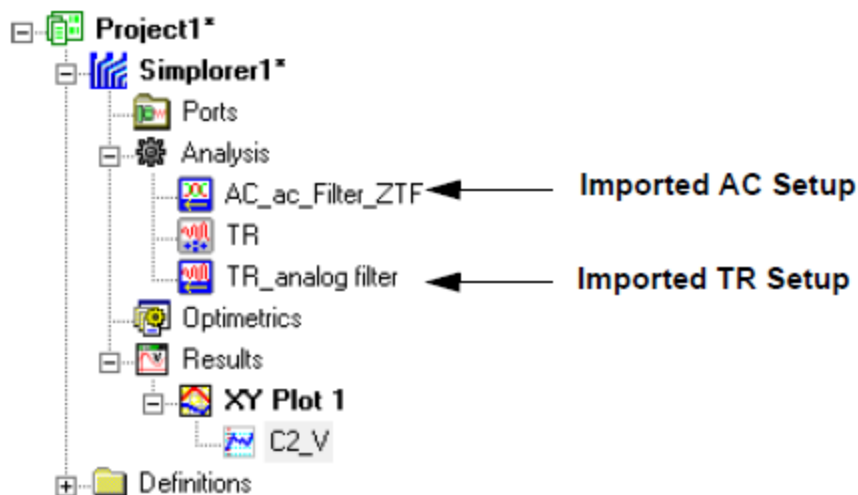 Project1*
Simplorer1*
Ports
Analysis
AC_ac_Filter_ZTF Imported AC Setup
TR
TR_analog filter Imported TR Setup
Optimetrics
Results
XY Plot 1
C2_V
Definitions